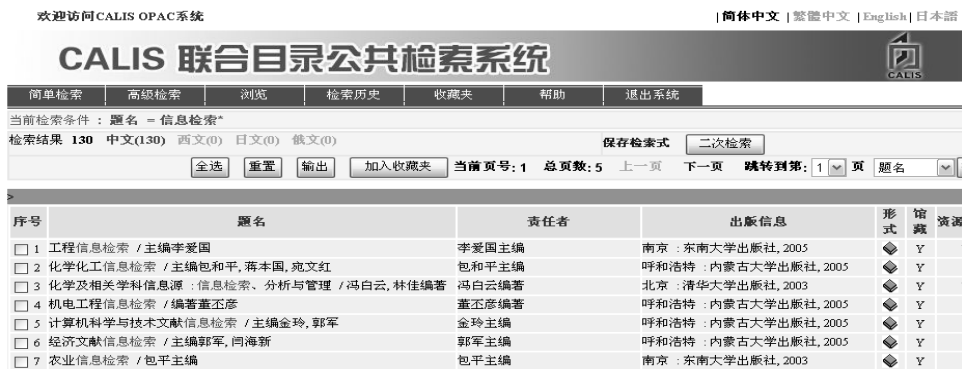 欢迎访问CALIS OPAC系统 |简体中文 |繁體中文 |English|日本語
CALIS 联合目录公共检索系统
CALIS
简单检索 高级检索 浏览 检索历史 收藏夹 帮助 退出系统
当前检索条件 : 题名 = 信息检索*
检索结果 130 中文(130) 西文(0) 日文(0) 俄文(0) 保存检索式 二次检索
全选 重置 输出 加入收藏夹 当前页号:1 总页数:5 上一页 下一页 跳转到第: 1 页 题名
>
序号 题名 责任者 出版信息 形式 馆藏 资源
1 工程信息检索 /主编李爱国 李爱国主编 南京 :东南大学出版社,2005 Y
2 化学化工信息检索 /主编包和平,蒋本国,宛文红 包和平主编 呼和浩特 :内蒙古大学出版社,2005 Y
3 化学及相关学科信息源 :信息检索、分析与管理 /冯白云,林佳编著 冯白云编著 北京 :清华大学出版社,2003 Y
4 机电工程信息检索 /编著董丕彦 董丕彦编著 呼和浩特 :内蒙古大学出版社,2005 Y
5 计算机科学与技术文献信息检索 /主编金玲,郭军 金玲主编 呼和浩特 :内蒙古大学出版社,2005 Y
6 经济文献信息检索 /主编郭军,闫海新 郭军主编 呼和浩特 :内蒙古大学出版社,2005 Y
7 农业信息检索 /包平主编 包平主编 南京 :东南大学出版社,2003 Y